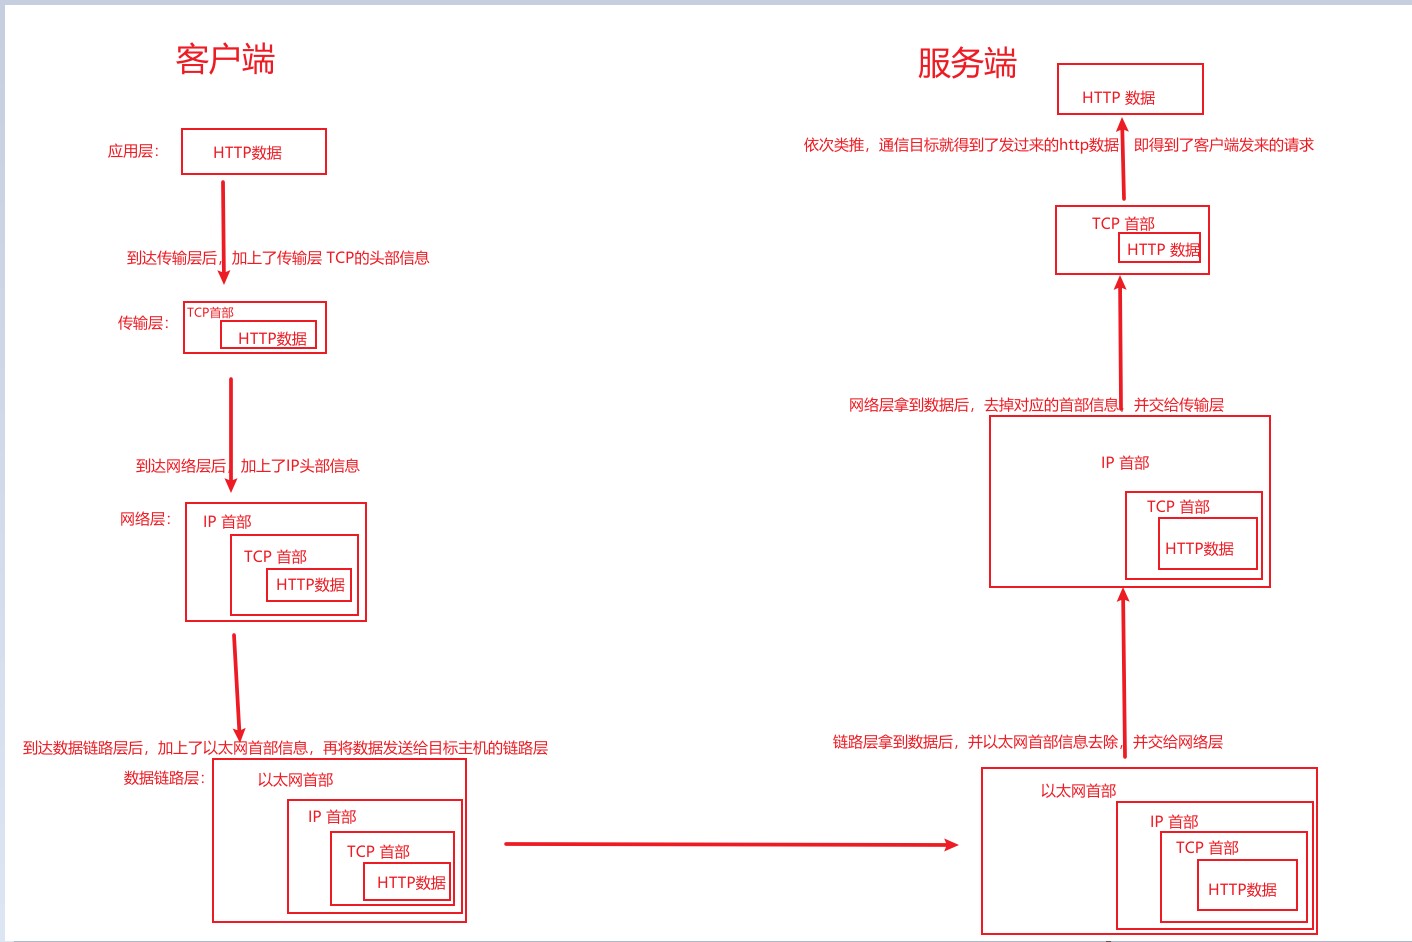 客户端
应用层：
HTTP数据
到达传输层后，加上了传输层 TCP的头部信息
传输层：
TCP首部
HTTP数据
到达网络层后，加上了IP头部信息
网络层：
IP 首部
TCP 首部
HTTP数据
到达数据链路层后，加上了以太网首部信息，再将数据发送给目标主机的链路层
数据链路层：
以太网首部
IP 首部
TCP 首部
HTTP数据
服务端
HTTP 数据
依次类推，通信目标就得到了发过来的http数据 即得到了客户端发来的请求
TCP 首部
HTTP 数据
网络层拿到数据后，去掉对应的首部信息，并交给传输层
IP 首部
TCP 首部
HTTP数据
链路层拿到数据后，并以太网首部信息去除，并交给网络层
以太网首部
IP 首部
TCP 首部
HTTP数据